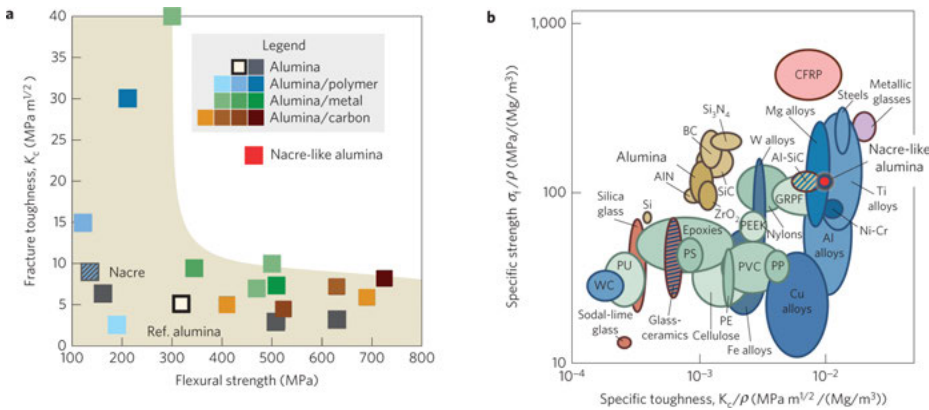 a
Fracture toughness, Kc (MPa m1/2)
40
35
30
25
20
15
10
5
0
100
200
300
400
500
600
700
800
Flexural strength (MPa)
Legend
Alumina
Alumina/polymer
Alumina/metal
Alumina/carbon
Nacre-like alumina
Nacre
Ref. alumina
b
Specific strength σf/ρ (MPa/(Mg/m3))
1,000
100
10
10−4
10−3
10−2
Specific toughness, Kc/ρ (MPa m1/2/(Mg/m3))
CFRP
Metallic
glasses
Steels
Mg alloys
Si3N4
BC
W alloys
Al-SiC
Nacre-like
alumina
Alumina
AlN
SiC
ZrO2
GRPF
Ti
alloys
Silica
glass
Si
Epoxies
PEEK
Nylons
Ni-Cr
Al
alloys
PU
PS
PVC
PP
WC
Cu
alloys
Sodal-lime
glass
Glass-
ceramics
Cellulose
PE
Fe alloys